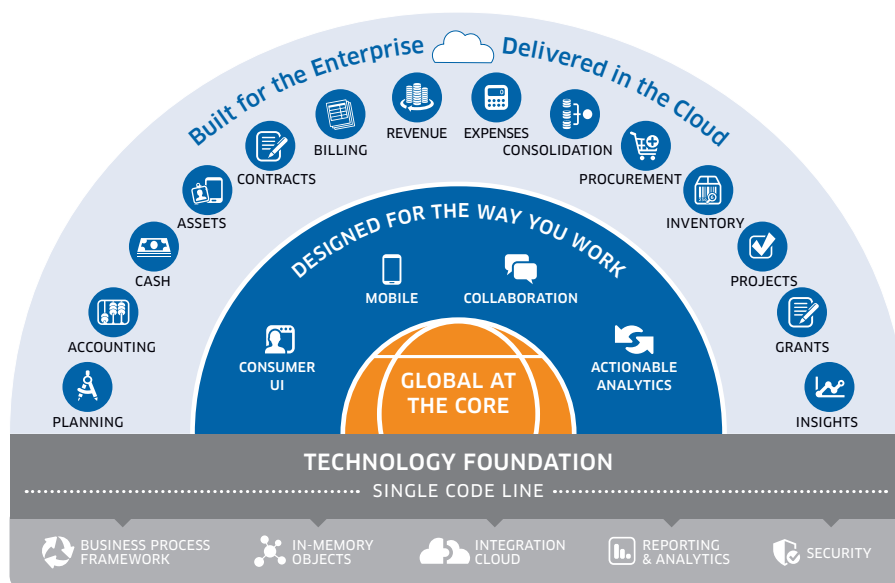 Built for the Enterprise
Delivered in the Cloud
PLANNING
ACCOUNTING
CASH
ASSETS
CONTRACTS
BILLING
REVENUE
EXPENSES
CONSOLIDATION
PROCUREMENT
INVENTORY
PROJECTS
GRANTS
INSIGHTS
DESIGNED FOR THE WAY YOU WORK
CONSUMER
UI
MOBILE
COLLABORATION
ACTIONABLE
ANALYTICS
GLOBAL AT
THE CORE
TECHNOLOGY FOUNDATION
SINGLE CODE LINE
BUSINESS PROCESS
FRAMEWORK
IN-MEMORY
OBJECTS
INTEGRATION
CLOUD
REPORTING
& ANALYTICS
SECURITY